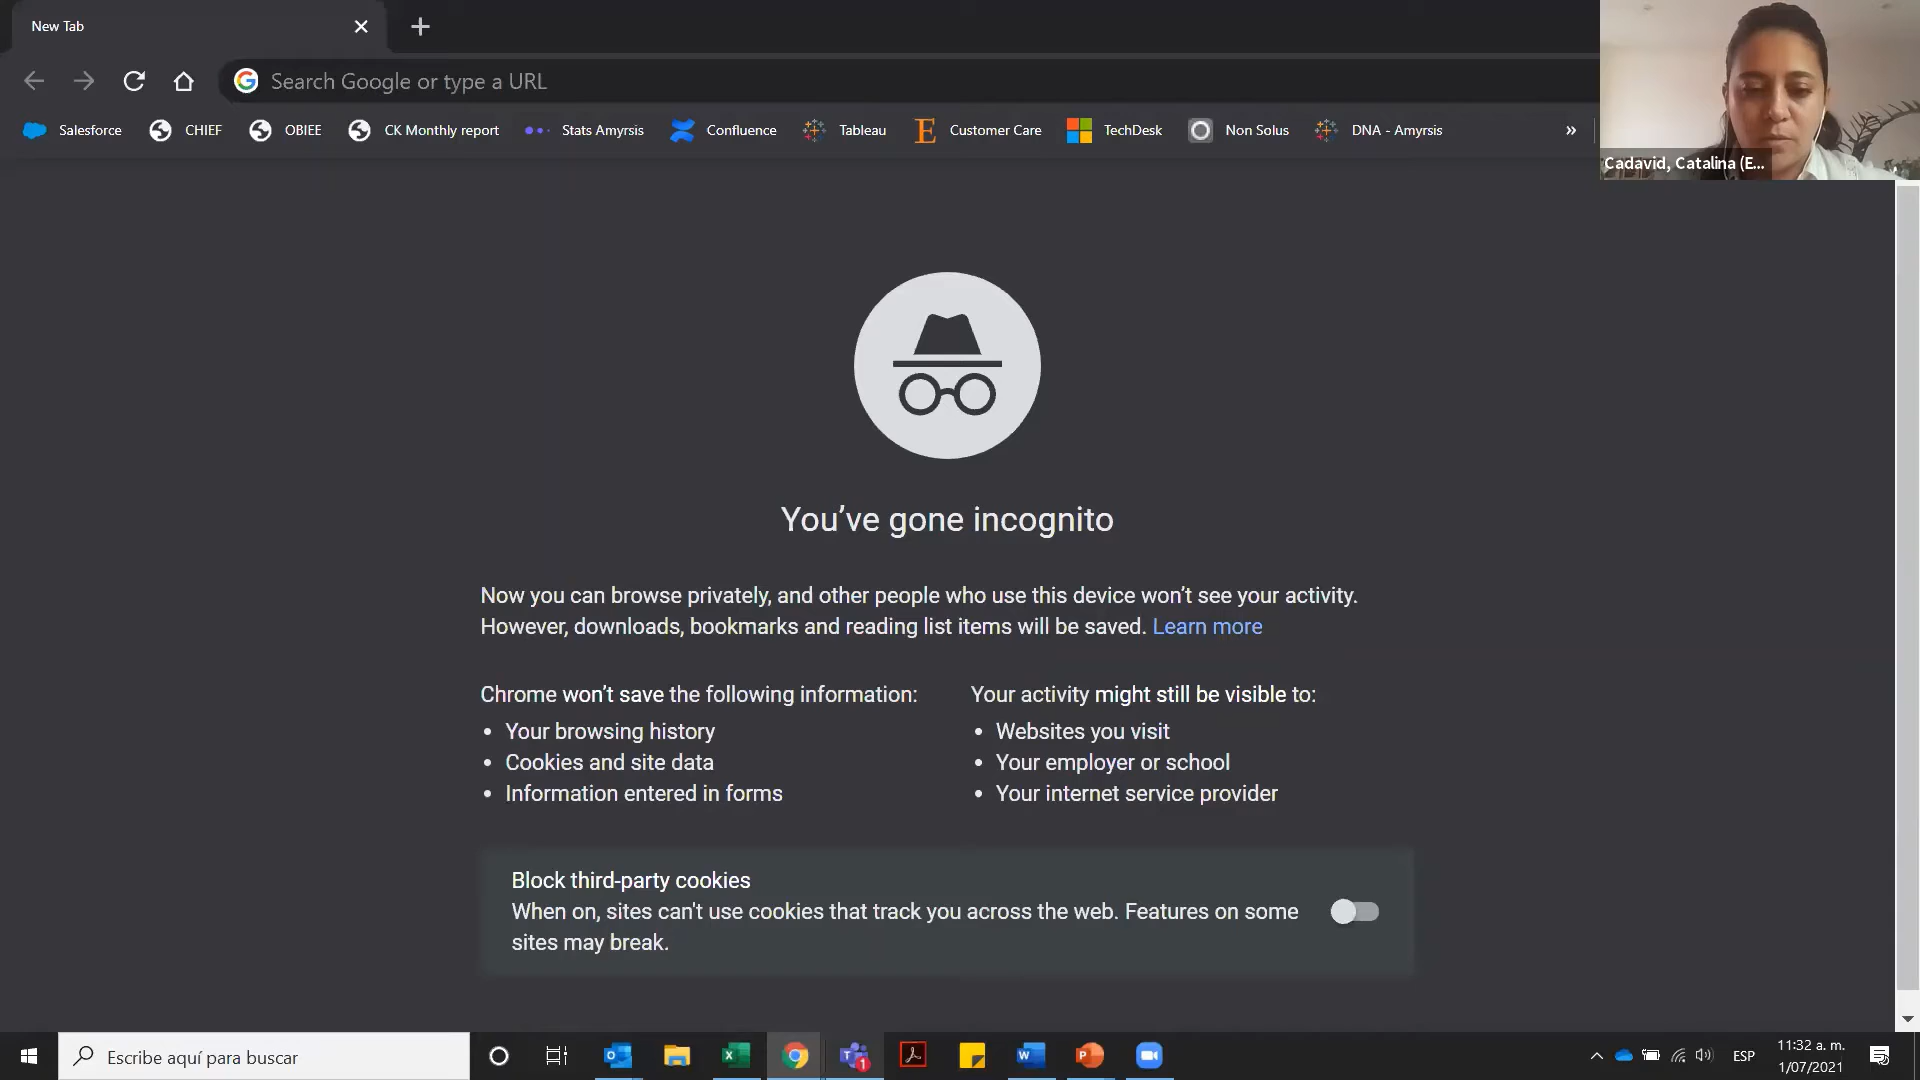 New Tab
Search Google or type a URL
Salesforce CHIEF OBIEE CK Monthly report Stats Amyrsis Confluence Tableau Customer Care TechDesk Non Solus DNA - Amyrsis »
Cadavid, Catalina (E...
You’ve gone incognito
Now you can browse privately, and other people who use this device won’t see your activity.
However, downloads, bookmarks and reading list items will be saved. Learn more
Chrome won’t save the following information:
• Your browsing history
• Cookies and site data
• Information entered in forms
Your activity might still be visible to:
• Websites you visit
• Your employer or school
• Your internet service provider
Block third-party cookies
When on, sites can't use cookies that track you across the web. Features on some
sites may break.
Escribe aquí para buscar
1
ESP
11:32 a. m.
1/07/2021